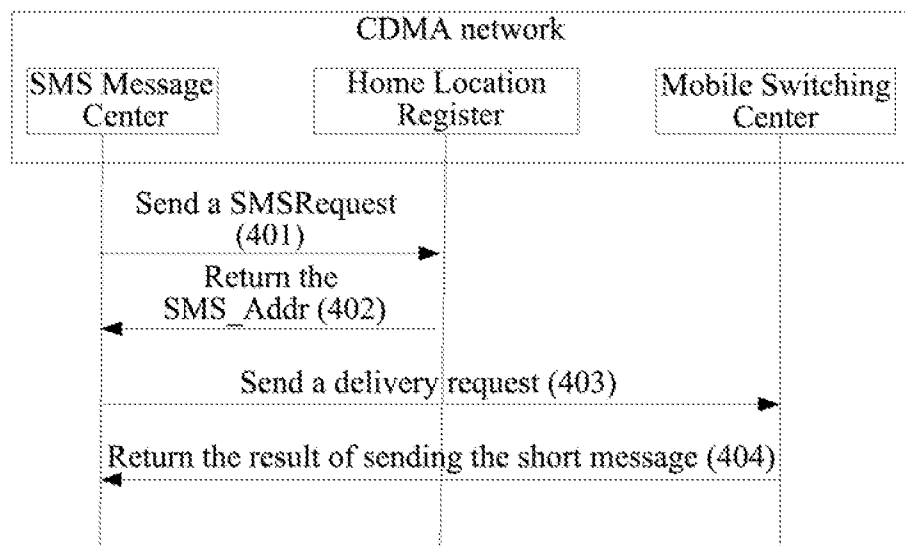 CDMA network
SMS Message
Center
Home Location
Register
Mobile Switching
Center
Send a SMSRequest
(401)
Return the
SMS_Addr (402)
Send a delivery request (403)
Return the result of sending the short message (404)